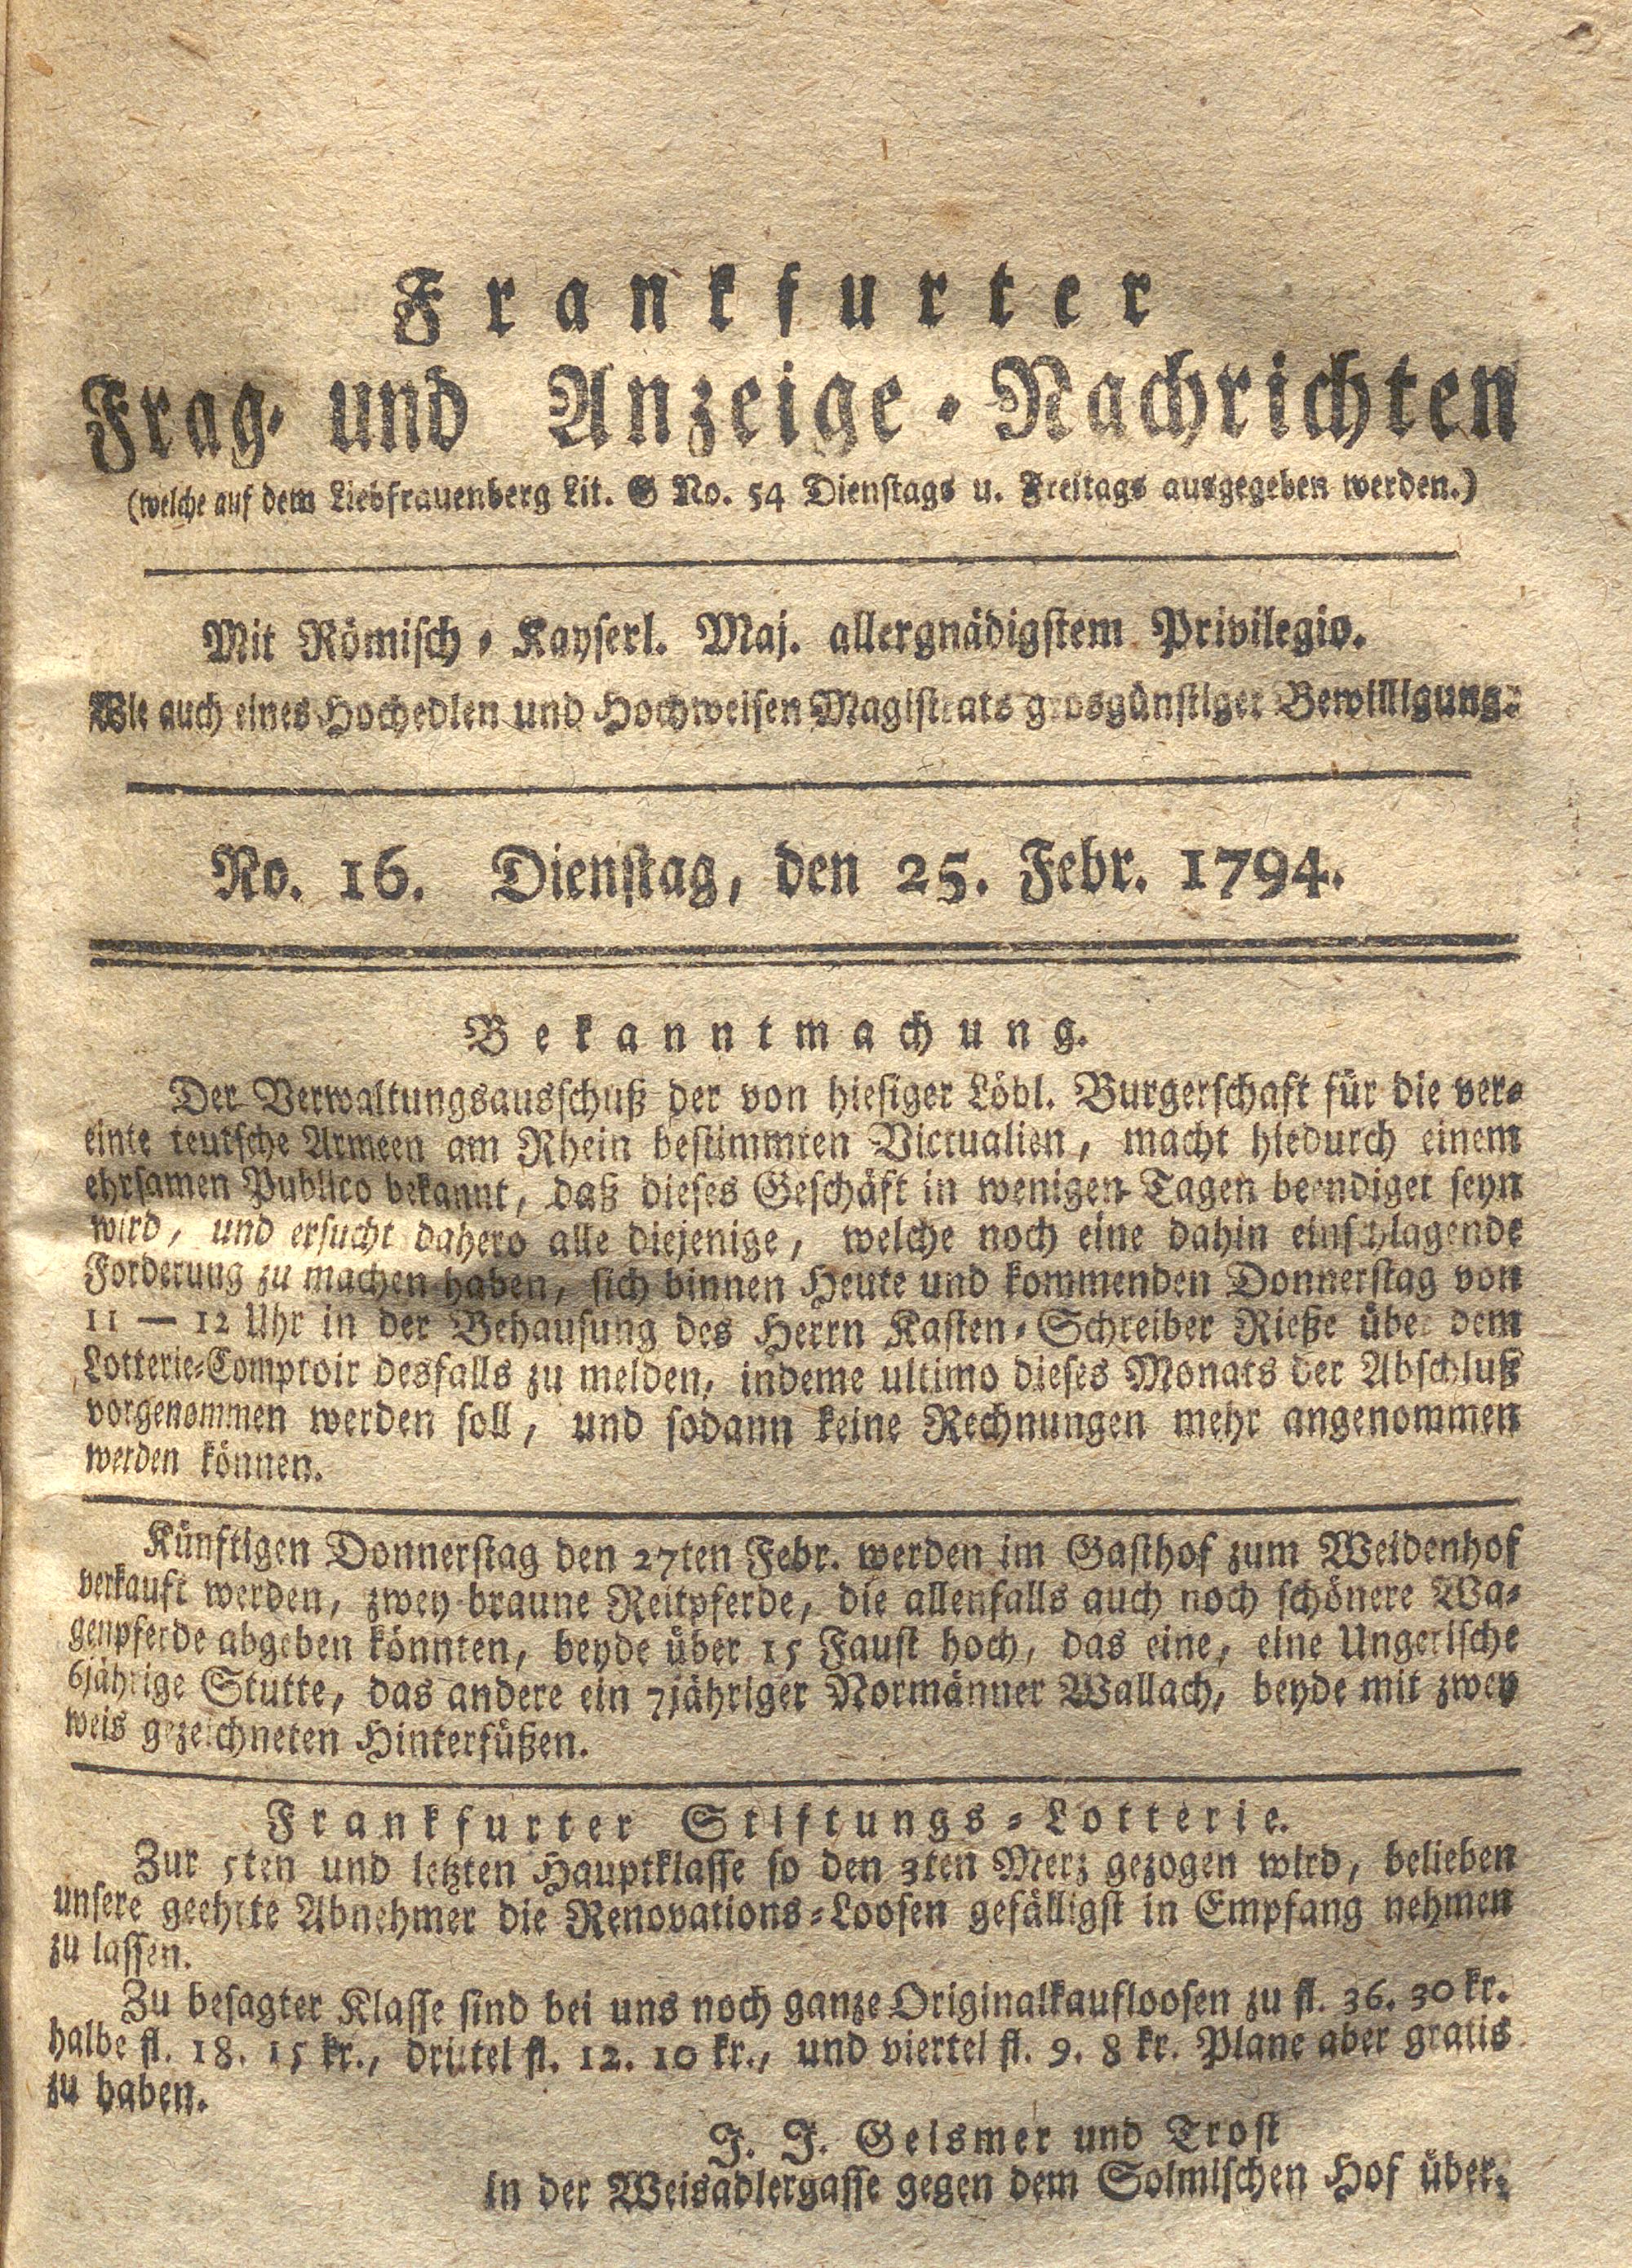 Frankfurter
Frag- und Anzeige-Nachrichten
(welche auf dem Liebfrauenberg Lit. G No. 54 Dienstags u. Freitags ausgegeben werden.)
Mit Römisch-Kayserl. Maj. allergnädigstem Privilegio.
Wie auch eines Hochedlen und Hochweisen Magistrats grosgünstiger Bewilligung.
No. 16. Dienstag, den 25. Febr. 1794.
Bekanntmachung.
Der Verwaltungsausschuß der von hiesiger Löbl. Burgerschaft für die ver-
einte teutsche Armeen am Rhein bestimmten Victualien, macht hiedurch einem
ehrsamen Publico bekannt, daß dieses Geschäft in wenigen Tagen beendiget seyn
wird, und ersucht dahero alle diejenige, welche noch eine dahin einschlagende
Forderung zu machen haben, sich binnen Heute und kommenden Donnerstag von
11 — 12 Uhr in der Behausung des Herrn Kasten-Schreiber Rieße über dem
Lotterie-Comptoir desfalls zu melden, indeme ultimo dieses Monats der Abschluß
vorgenommen werden soll, und sodann keine Rechnungen mehr angenommen
werden können.
Künftigen Donnerstag den 27ten Febr. werden im Gasthof zum Weidenhof
verkauft werden, zwey braune Reitpferde, die allenfalls auch noch schönere Wa-
genpferde abgeben könnten, beyde über 15 Faust hoch, das eine, eine Ungerische
6jährige Stutte, das andere ein 7jähriger Normänner Wallach, beyde mit zwey
weis gezeichneten Hinterfüßen.
Frankfurter Stiftungs-Lotterie.
Zur 5ten und letzten Hauptklasse so den 3ten Merz gezogen wird, belieben
unsere geehrte Abnehmer die Renovations-Loosen gefälligst in Empfang nehmen
zu lassen.
Zu besagter Klasse sind bei uns noch ganze Originalkaufloosen zu fl. 36. 30 kr.
halbe fl. 18. 15 kr., drittel fl. 12. 10 kr., und viertel fl. 9. 8 kr. Plane aber gratis
zu haben.
J. J. Geismer und Trost
in der Weisadlergasse gegen dem Solmischen Hof über.